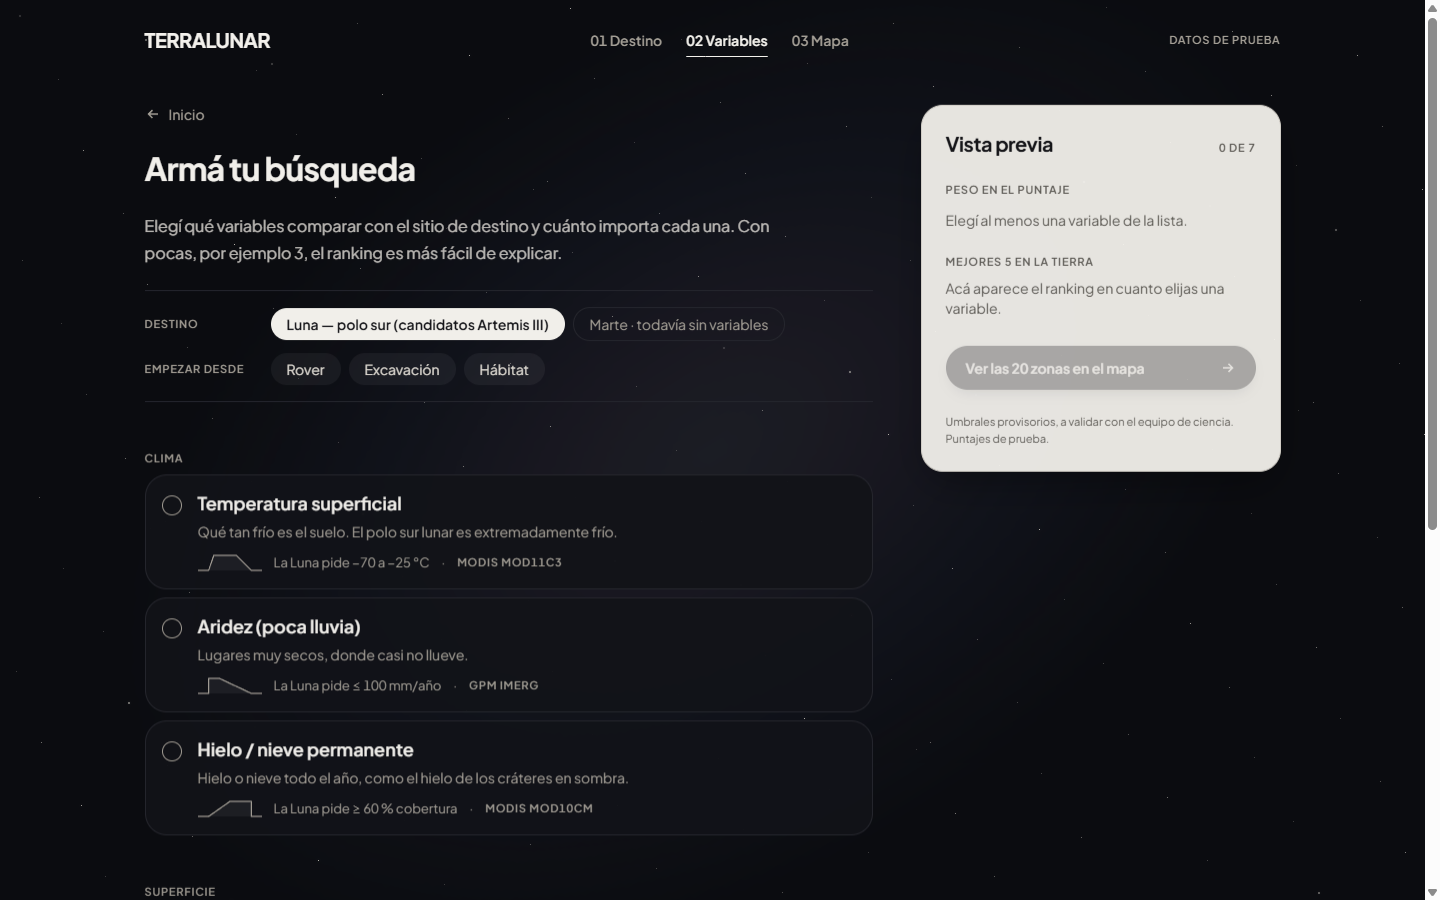 TERRALUNAR
01 Destino
02 Variables
03 Mapa
DATOS DE PRUEBA
← Inicio
Armá tu búsqueda
Elegí qué variables comparar con el sitio de destino y cuánto importa cada una. Con
pocas, por ejemplo 3, el ranking es más fácil de explicar.
DESTINO
Luna — polo sur (candidatos Artemis III)
Marte · todavía sin variables
EMPEZAR DESDE
Rover
Excavación
Hábitat
CLIMA
Temperatura superficial
Qué tan frío es el suelo. El polo sur lunar es extremadamente frío.
La Luna pide −70 a −25 °C · MODIS MOD11C3
Aridez (poca lluvia)
Lugares muy secos, donde casi no llueve.
La Luna pide ≤ 100 mm/año · GPM IMERG
Hielo / nieve permanente
Hielo o nieve todo el año, como el hielo de los cráteres en sombra.
La Luna pide ≥ 60 % cobertura · MODIS MOD10CM
SUPERFICIE
Vista previa
0 DE 7
PESO EN EL PUNTAJE
Elegí al menos una variable de la lista.
MEJORES 5 EN LA TIERRA
Acá aparece el ranking en cuanto elijas una
variable.
Ver las 20 zonas en el mapa →
Umbrales provisorios, a validar con el equipo de ciencia.
Puntajes de prueba.